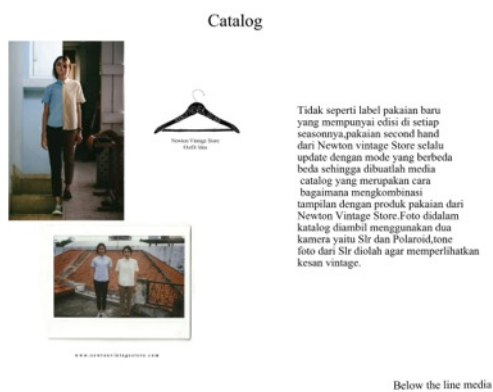 Catalog
Newton Vintage Store
Outfit Idea
Tidak seperti label pakaian baru
yang mempunyai edisi di setiap
seasonnya,pakaian second hand
dari Newton vintage Store selalu
update dengan mode yang berbeda
beda sehingga dibuatlah media
catalog yang merupakan cara
bagaimana mengkombinasi
tampilan dengan produk pakaian dari
Newton Vintage Store.Foto didalam
katalog diambil menggunakan dua
kamera yaitu Slr dan Polaroid,tone
foto dari Slr diolah agar memperlihatkan
kesan vintage.
www.newtonvintagestore.com
Below the line media